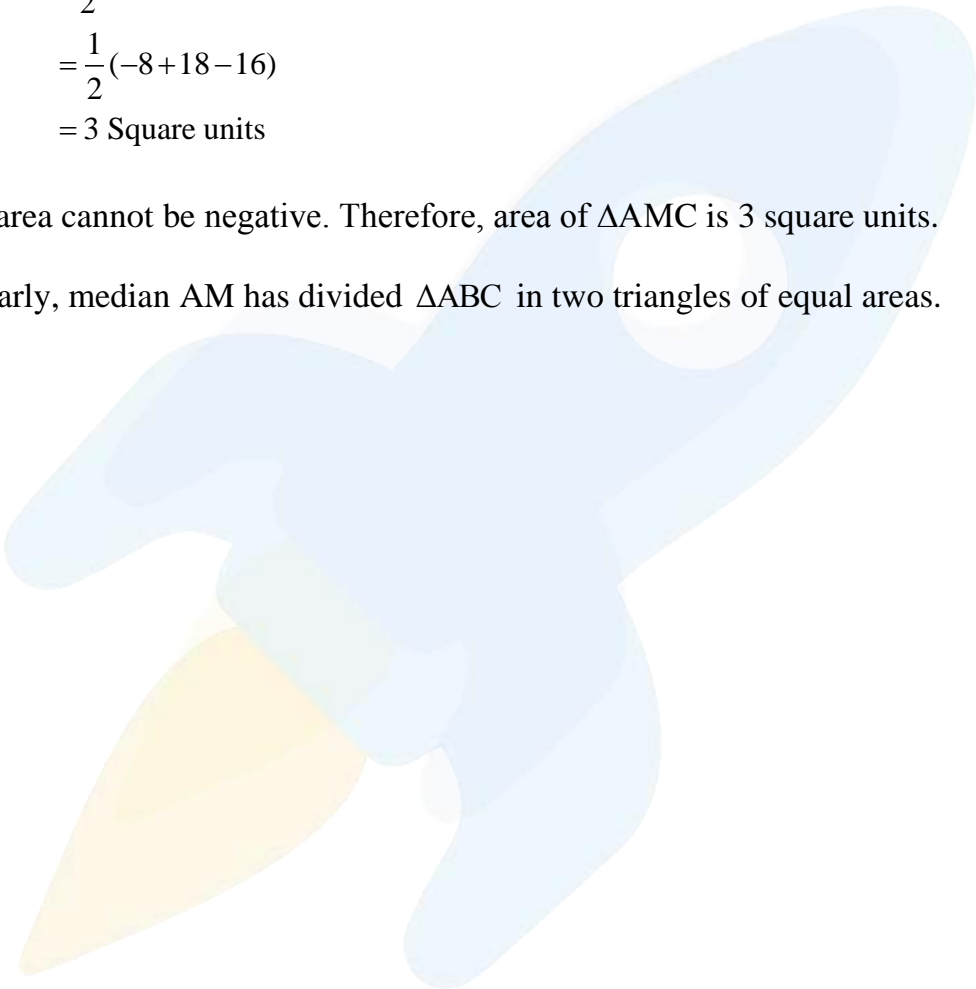 2
= 1/2 (−8+18−16)
= 3 Square units
area cannot be negative. Therefore, area of ΔAMC is 3 square units.
arly, median AM has divided ΔABC in two triangles of equal areas.